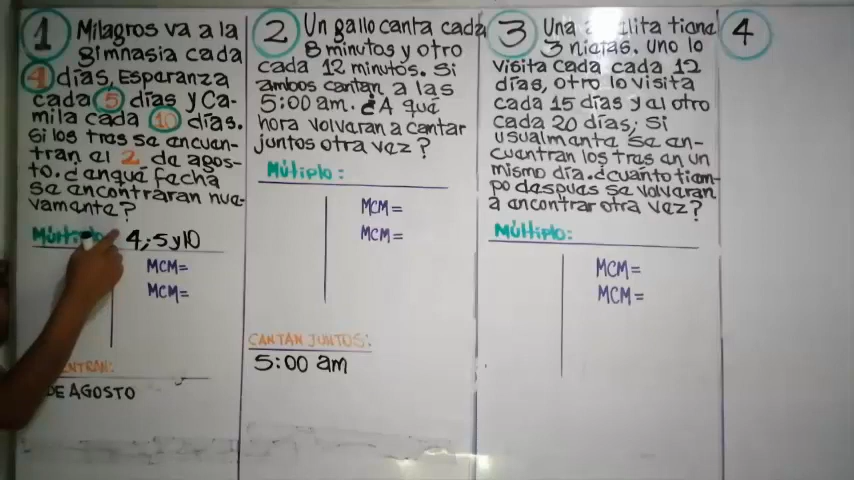 1 Milagros va a la
gimnasia cada
4 días, Esperanza
cada 5 días y Ca-
mila cada 10 días.
Si los tres se encuen-
tran el 2 de agos-
to. ¿en qué fecha
se encontraran nue-
vamente?
4, 5 y 10
MCM=
MCM=
DE AGOSTO
2 Un gallo canta cada
8 minutos y otro
cada 12 minutos. Si
ambos cantan a las
5:00 am. ¿A qué
hora volveran a cantar
juntos otra vez?
Múltiplo:
MCM=
MCM=
CANTAN JUNTOS:
5:00 am
3 Una tiene
3 nietas. Uno lo
visita cada cada 12
días, otro lo visita
cada 15 días y al otro
cada 20 días; Si
usualmente se en-
cuentran los tres en un
mismo día. ¿cuánto tiem-
po despues se volveran
a encontrar otra vez?
Múltiplo:
MCM=
MCM=
4